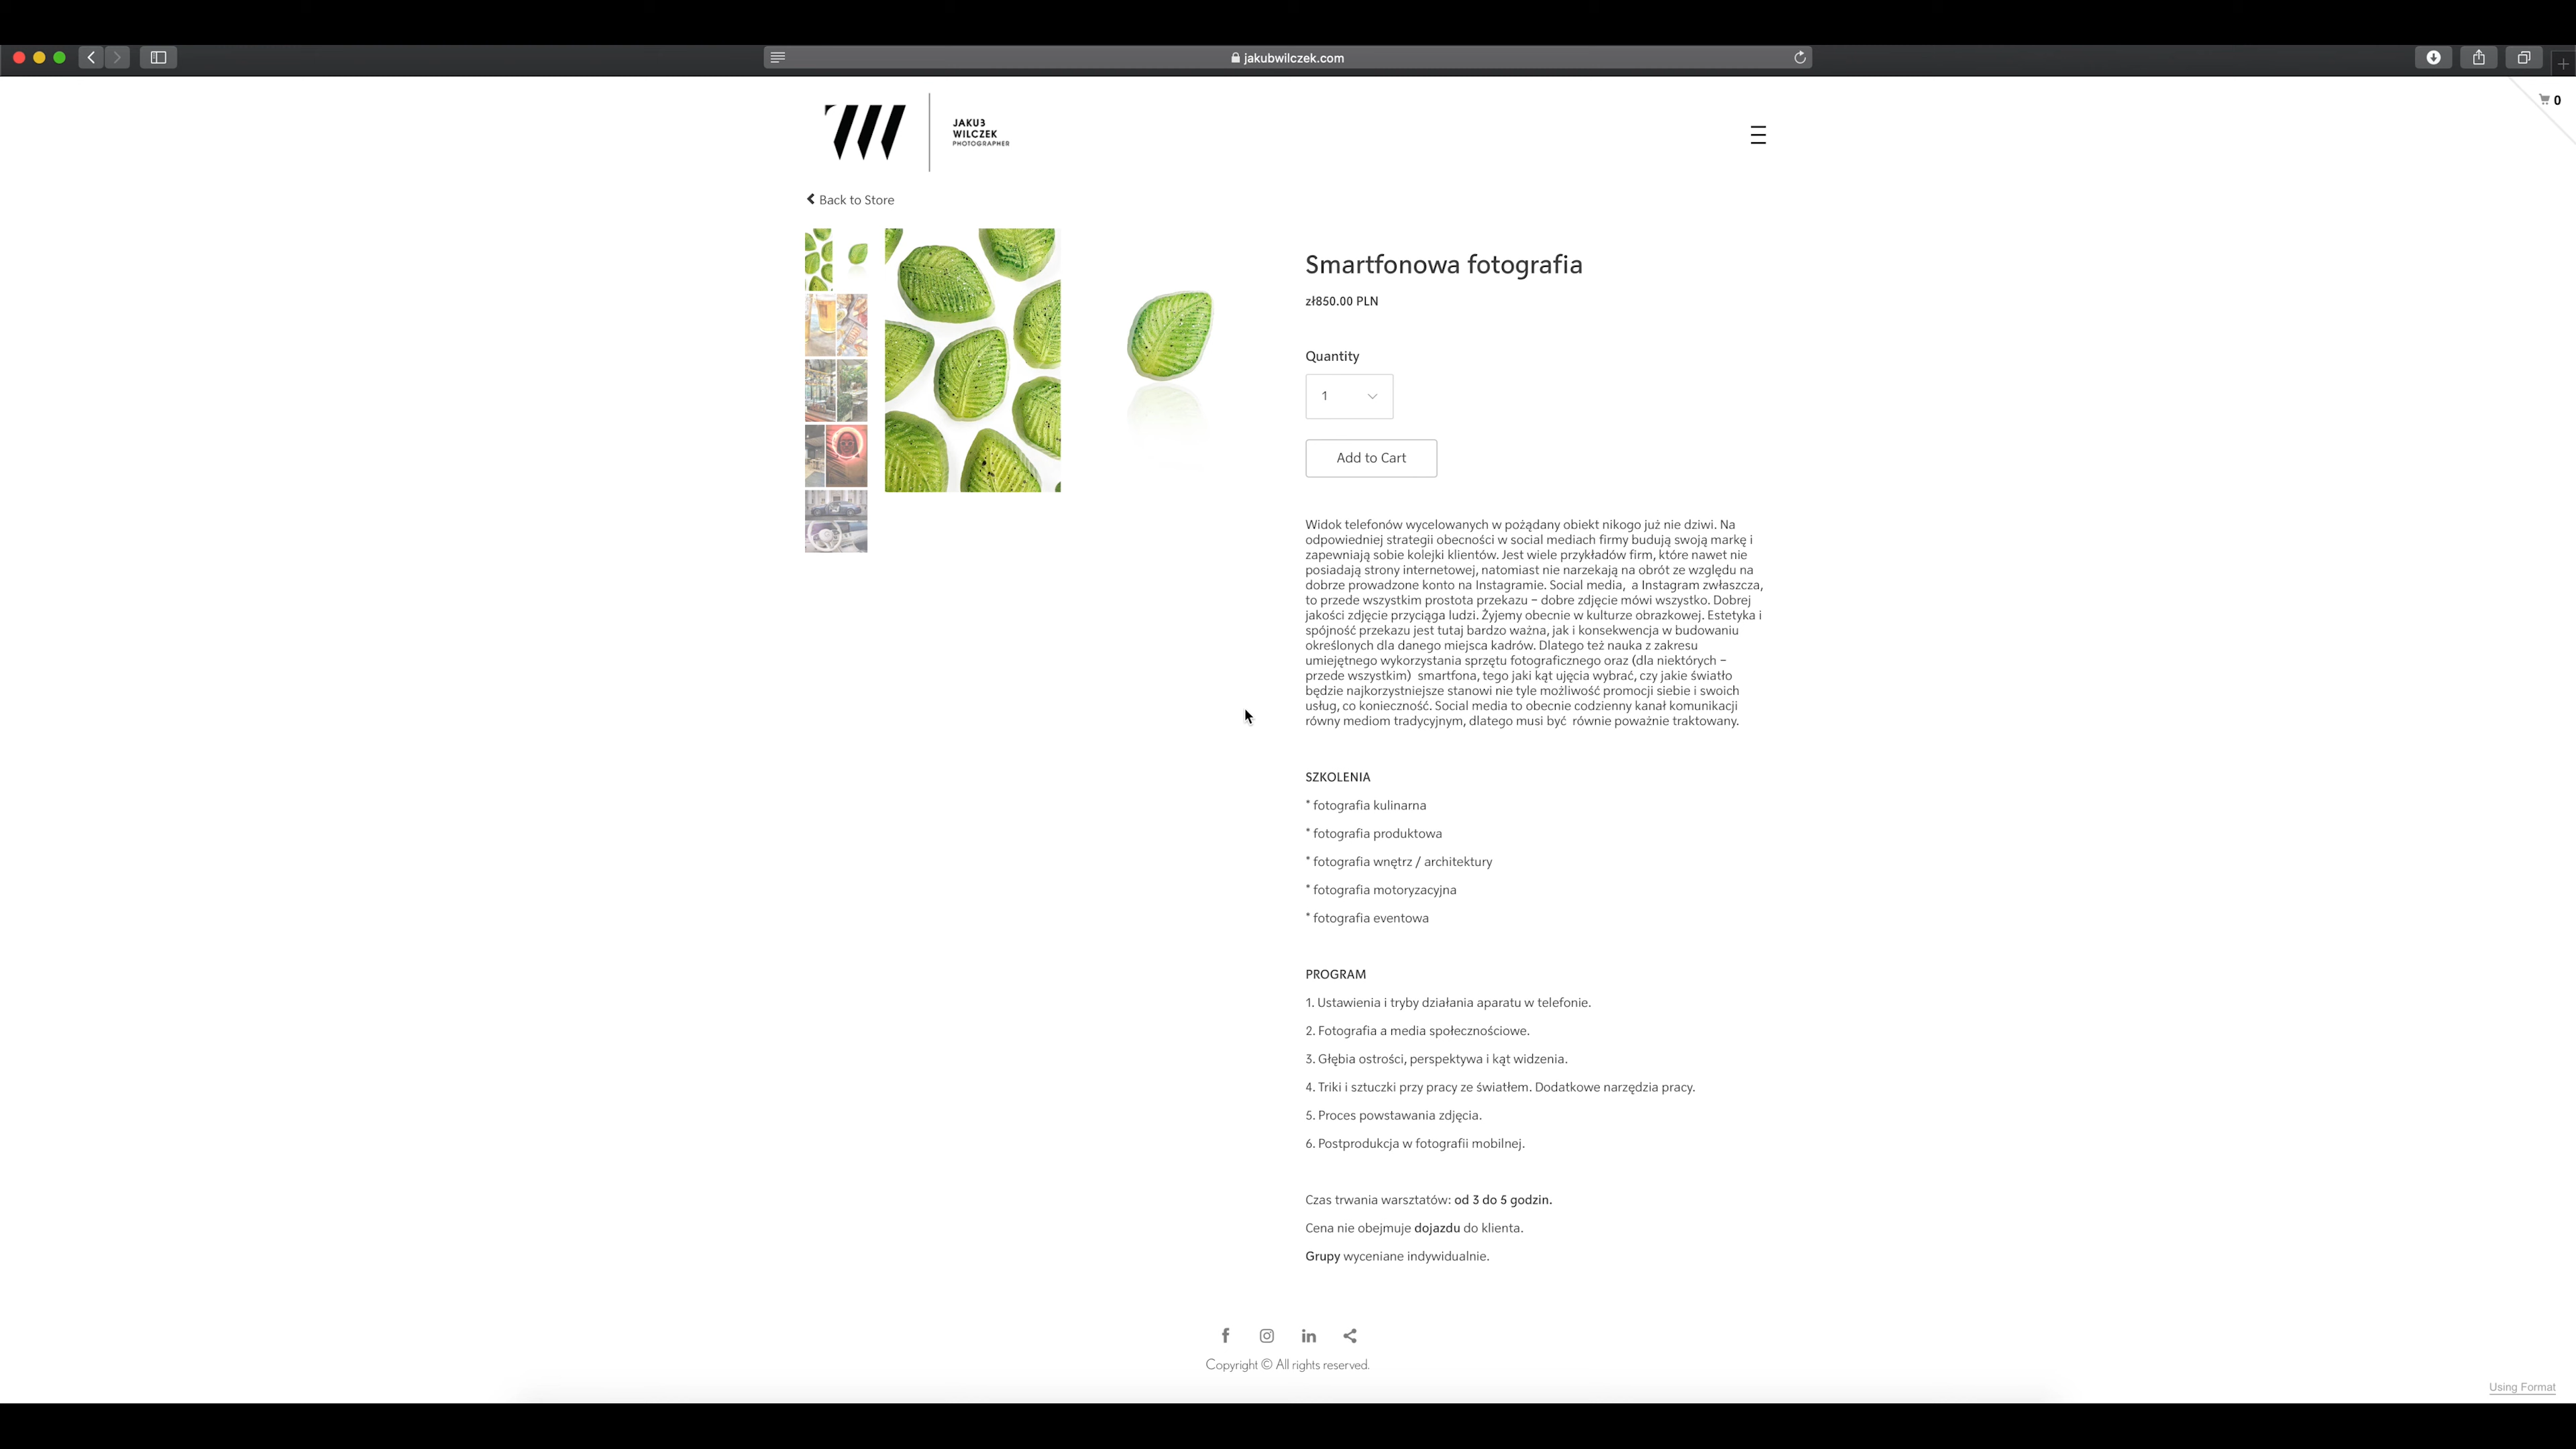 jakubwilczek.com
0
JAKUB
WILCZEK
PHOTOGRAPHER
Back to Store
Smartfonowa fotografia
zł850.00 PLN
Quantity
1
Add to Cart
Widok telefonów wycelowanych w pożądany obiekt nikogo już nie dziwi. Na
odpowiedniej strategii obecności w social mediach firmy budują swoją markę i
zapewniają sobie kolejki klientów. Jest wiele przykładów firm, które nawet nie
posiadają strony internetowej, natomiast nie narzekają na obrót ze względu na
dobrze prowadzone konto na Instagramie. Social media,  a Instagram zwłaszcza,
to przede wszystkim prostota przekazu – dobre zdjęcie mówi wszystko. Dobrej
jakości zdjęcie przyciąga ludzi. Żyjemy obecnie w kulturze obrazkowej. Estetyka i
spójność przekazu jest tutaj bardzo ważna, jak i konsekwencja w budowaniu
określonych dla danego miejsca kadrów. Dlatego też nauka z zakresu
umiejętnego wykorzystania sprzętu fotograficznego oraz (dla niektórych –
przede wszystkim)  smartfona, tego jaki kąt ujęcia wybrać, czy jakie światło
będzie najkorzystniejsze stanowi nie tyle możliwość promocji siebie i swoich
usług, co konieczność. Social media to obecnie codzienny kanał komunikacji
równy mediom tradycyjnym, dlatego musi być  równie poważnie traktowany.
SZKOLENIA
* fotografia kulinarna
* fotografia produktowa
* fotografia wnętrz / architektury
* fotografia motoryzacyjna
* fotografia eventowa
PROGRAM
1. Ustawienia i tryby działania aparatu w telefonie.
2. Fotografia a media społecznościowe.
3. Głębia ostrości, perspektywa i kąt widzenia.
4. Triki i sztuczki przy pracy ze światłem. Dodatkowe narzędzia pracy.
5. Proces powstawania zdjęcia.
6. Postprodukcja w fotografii mobilnej.
Czas trwania warsztatów: od 3 do 5 godzin.
Cena nie obejmuje dojazdu do klienta.
Grupy wyceniane indywidualnie.
Copyright © All rights reserved.
Using Format